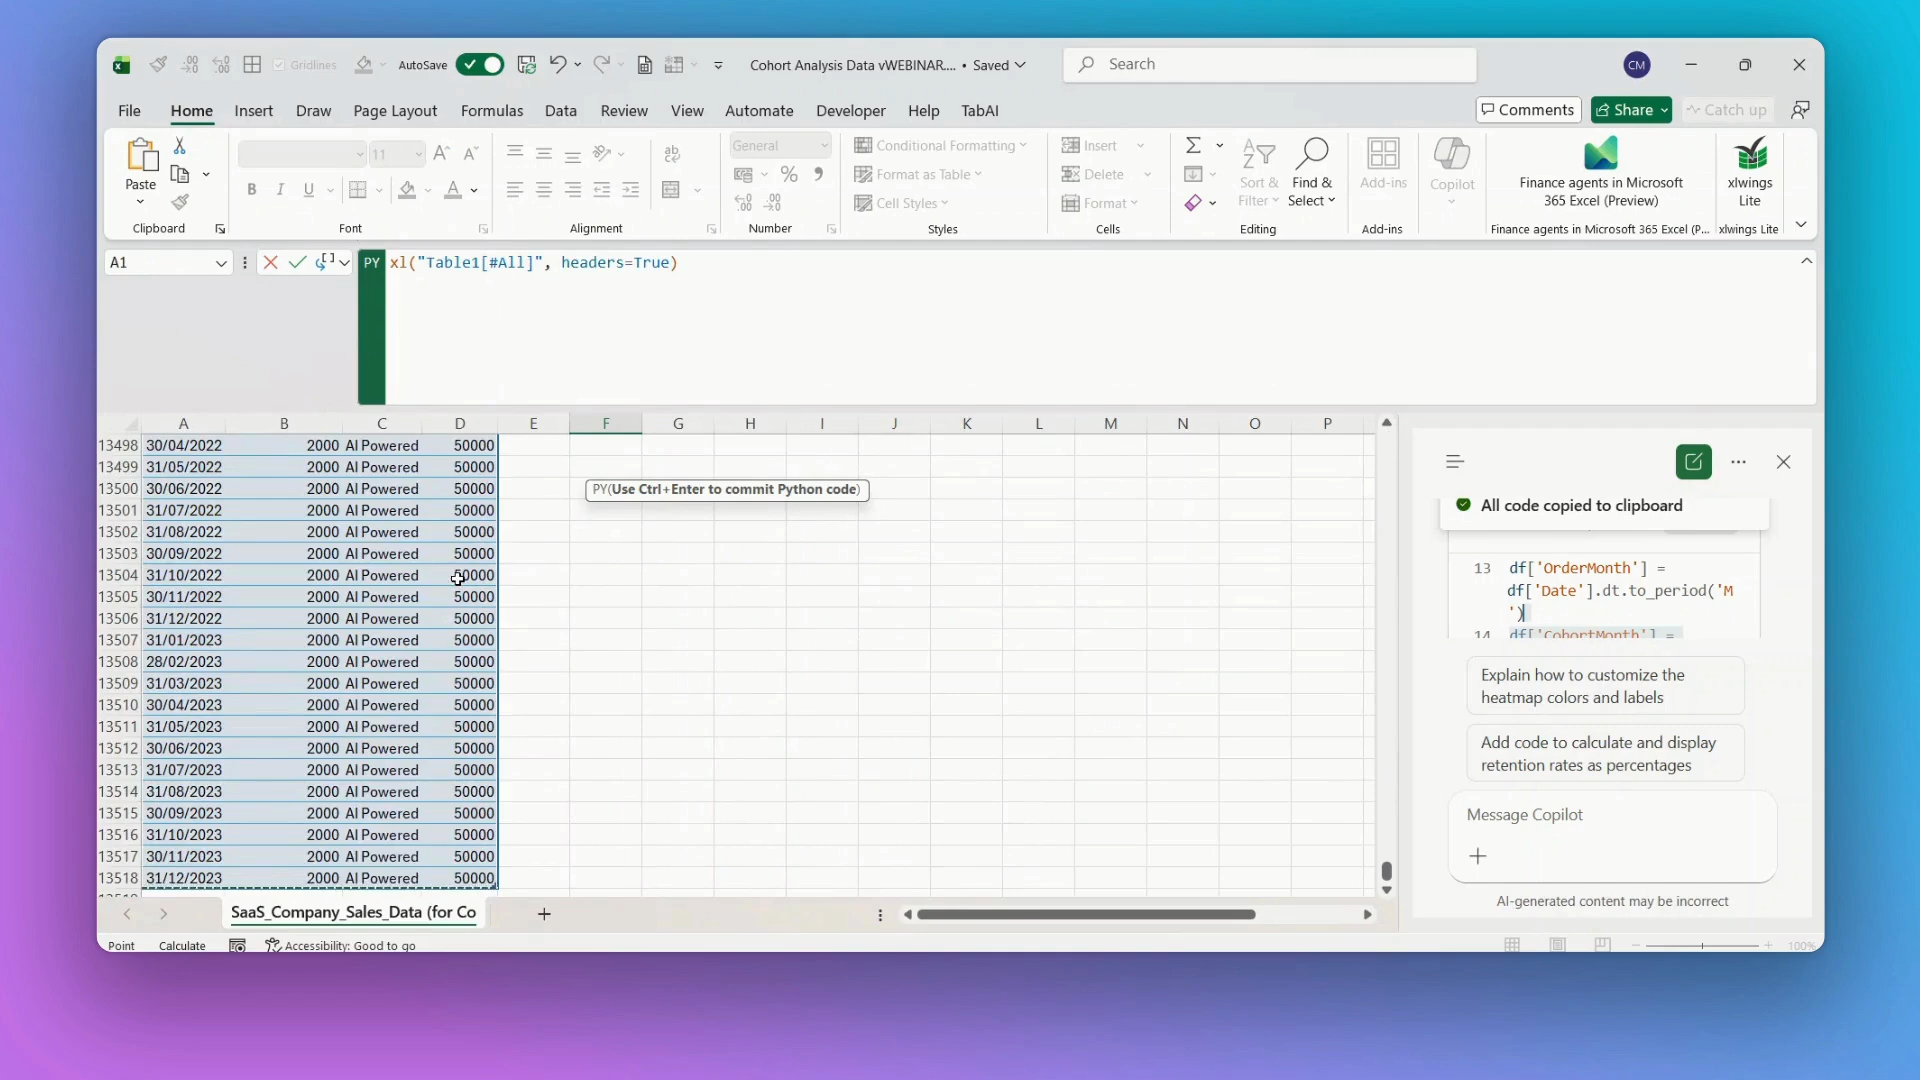 Gridlines AutoSave Cohort Analysis Data vWEBINAR.... • Saved Search CM
File Home Insert Draw Page Layout Formulas Data Review View Automate Developer Help TabAI Comments Share Catch up
Paste
Clipboard
11
B I U A
Font
ab
Alignment
General
%
Number
Conditional Formatting
Format as Table
Cell Styles
Styles
Insert
Delete
Format
Cells
Sort &
Filter
Find &
Select
Editing
Add-ins
Add-ins
Copilot
Finance agents in Microsoft
365 Excel (Preview)
Finance agents in Microsoft 365 Excel (P...
xlwings
Lite
xlwings Lite
A1 PY xl("Table1[#All]", headers=True)
A B C D E F G H I J K L M N O P
13498 30/04/2022 2000 AI Powered 50000
13499 31/05/2022 2000 AI Powered 50000
13500 30/06/2022 2000 AI Powered 50000
13501 31/07/2022 2000 AI Powered 50000
13502 31/08/2022 2000 AI Powered 50000
13503 30/09/2022 2000 AI Powered 50000
13504 31/10/2022 2000 AI Powered 50000
13505 30/11/2022 2000 AI Powered 50000
13506 31/12/2022 2000 AI Powered 50000
13507 31/01/2023 2000 AI Powered 50000
13508 28/02/2023 2000 AI Powered 50000
13509 31/03/2023 2000 AI Powered 50000
13510 30/04/2023 2000 AI Powered 50000
13511 31/05/2023 2000 AI Powered 50000
13512 30/06/2023 2000 AI Powered 50000
13513 31/07/2023 2000 AI Powered 50000
13514 31/08/2023 2000 AI Powered 50000
13515 30/09/2023 2000 AI Powered 50000
13516 31/10/2023 2000 AI Powered 50000
13517 30/11/2023 2000 AI Powered 50000
13518 31/12/2023 2000 AI Powered 50000
PY(Use Ctrl+Enter to commit Python code)
All code copied to clipboard
13 df['OrderMonth'] =
df['Date'].dt.to_period('M
')
14 df['CohortMonth'] =
Explain how to customize the
heatmap colors and labels
Add code to calculate and display
retention rates as percentages
Message Copilot
AI-generated content may be incorrect
SaaS_Company_Sales_Data (for Co
Point Calculate Accessibility: Good to go 100%